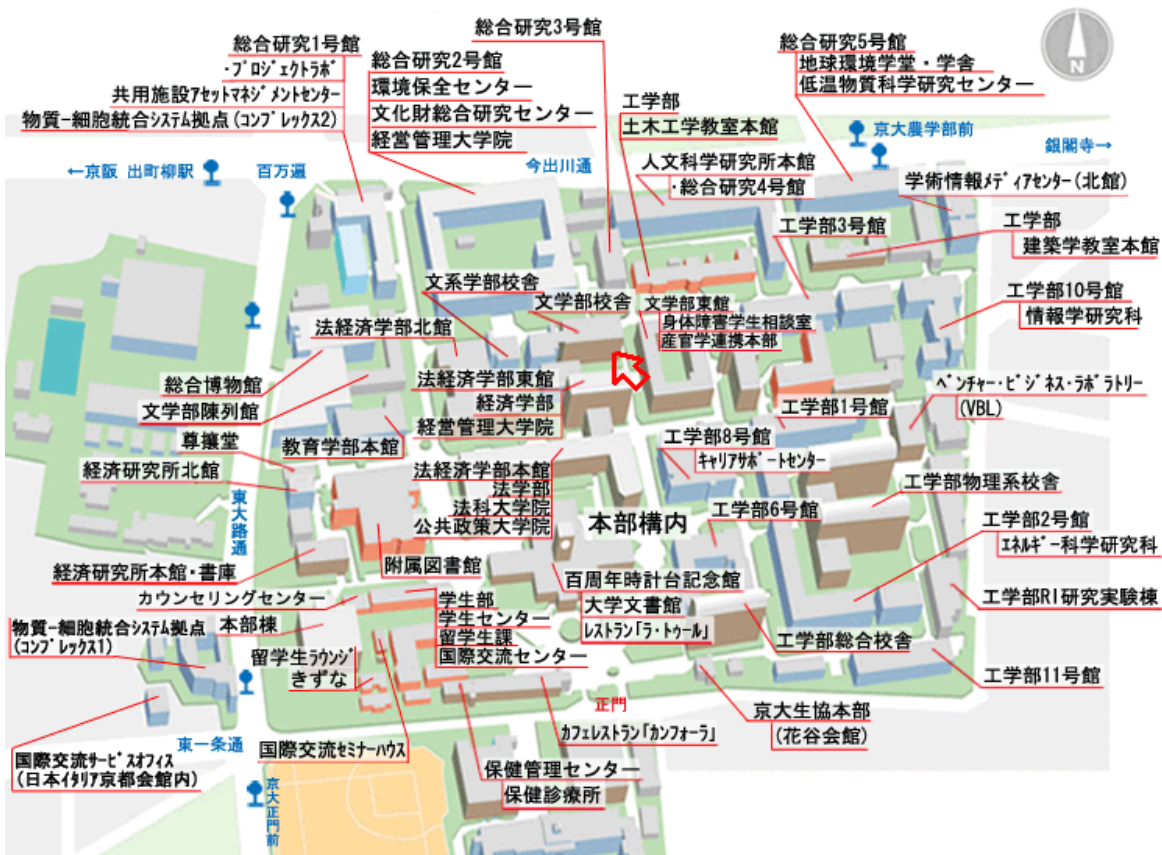 総合研究1号館
・プロジェクトラボ
共用施設アセットマネジメントセンター
物質-細胞統合システム拠点(コンプレックス2)
総合研究2号館
環境保全センター
文化財総合研究センター
経営管理大学院
総合研究3号館
工学部
土木工学教室本館
総合研究5号館
地球環境学堂・学舎
低温物質科学研究センター
N
京大農学部前
銀閣寺→
←京阪 出町柳駅
百万遍
今出川通
人文科学研究所本館
・総合研究4号館
学術情報メディアセンター(北館)
工学部3号館
工学部
建築学教室本館
文系学部校舎
文学部校舎
文学部東館
身体障害学生相談室
産官学連携本部
工学部10号館
情報学研究科
法経済学部北館
総合博物館
文学部陳列館
法経済学部東館
経済学部
経営管理大学院
ベンチャー・ビジネス・ラボラトリー
(VBL)
工学部1号館
尊攘堂
教育学部本館
経済研究所北館
工学部8号館
キャリアサポートセンター
法経済学部本館
法学部
法科大学院
公共政策大学院
工学部物理系校舎
東大路通
本部構内
工学部6号館
工学部2号館
エネルギー科学研究科
附属図書館
経済研究所本館・書庫
百周年時計台記念館
大学文書館
レストラン「ラ・トゥール」
カウンセリングセンター
学生部
学生センター
留学生課
国際交流センター
工学部RI研究実験棟
物質-細胞統合システム拠点
(コンプレックス1)
本部棟
工学部総合校舎
留学生ラウンジ
きずな
工学部11号館
正門
京大生協本部
(花谷会館)
カフェレストラン「カンフォーラ」
東一条通
国際交流セミナーハウス
国際交流サービスオフィス
(日本イタリア京都会館内)
保健管理センター
保健診療所
京大正門前